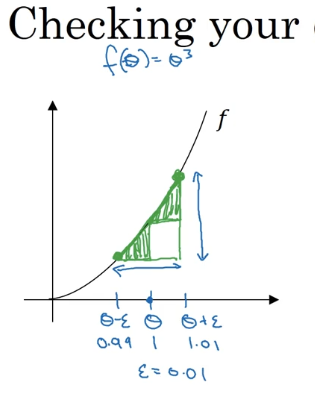 Checking your
f(θ) = θ³
f
θ-ε θ θ+ε
0.99 1 1.01
ε = 0.01